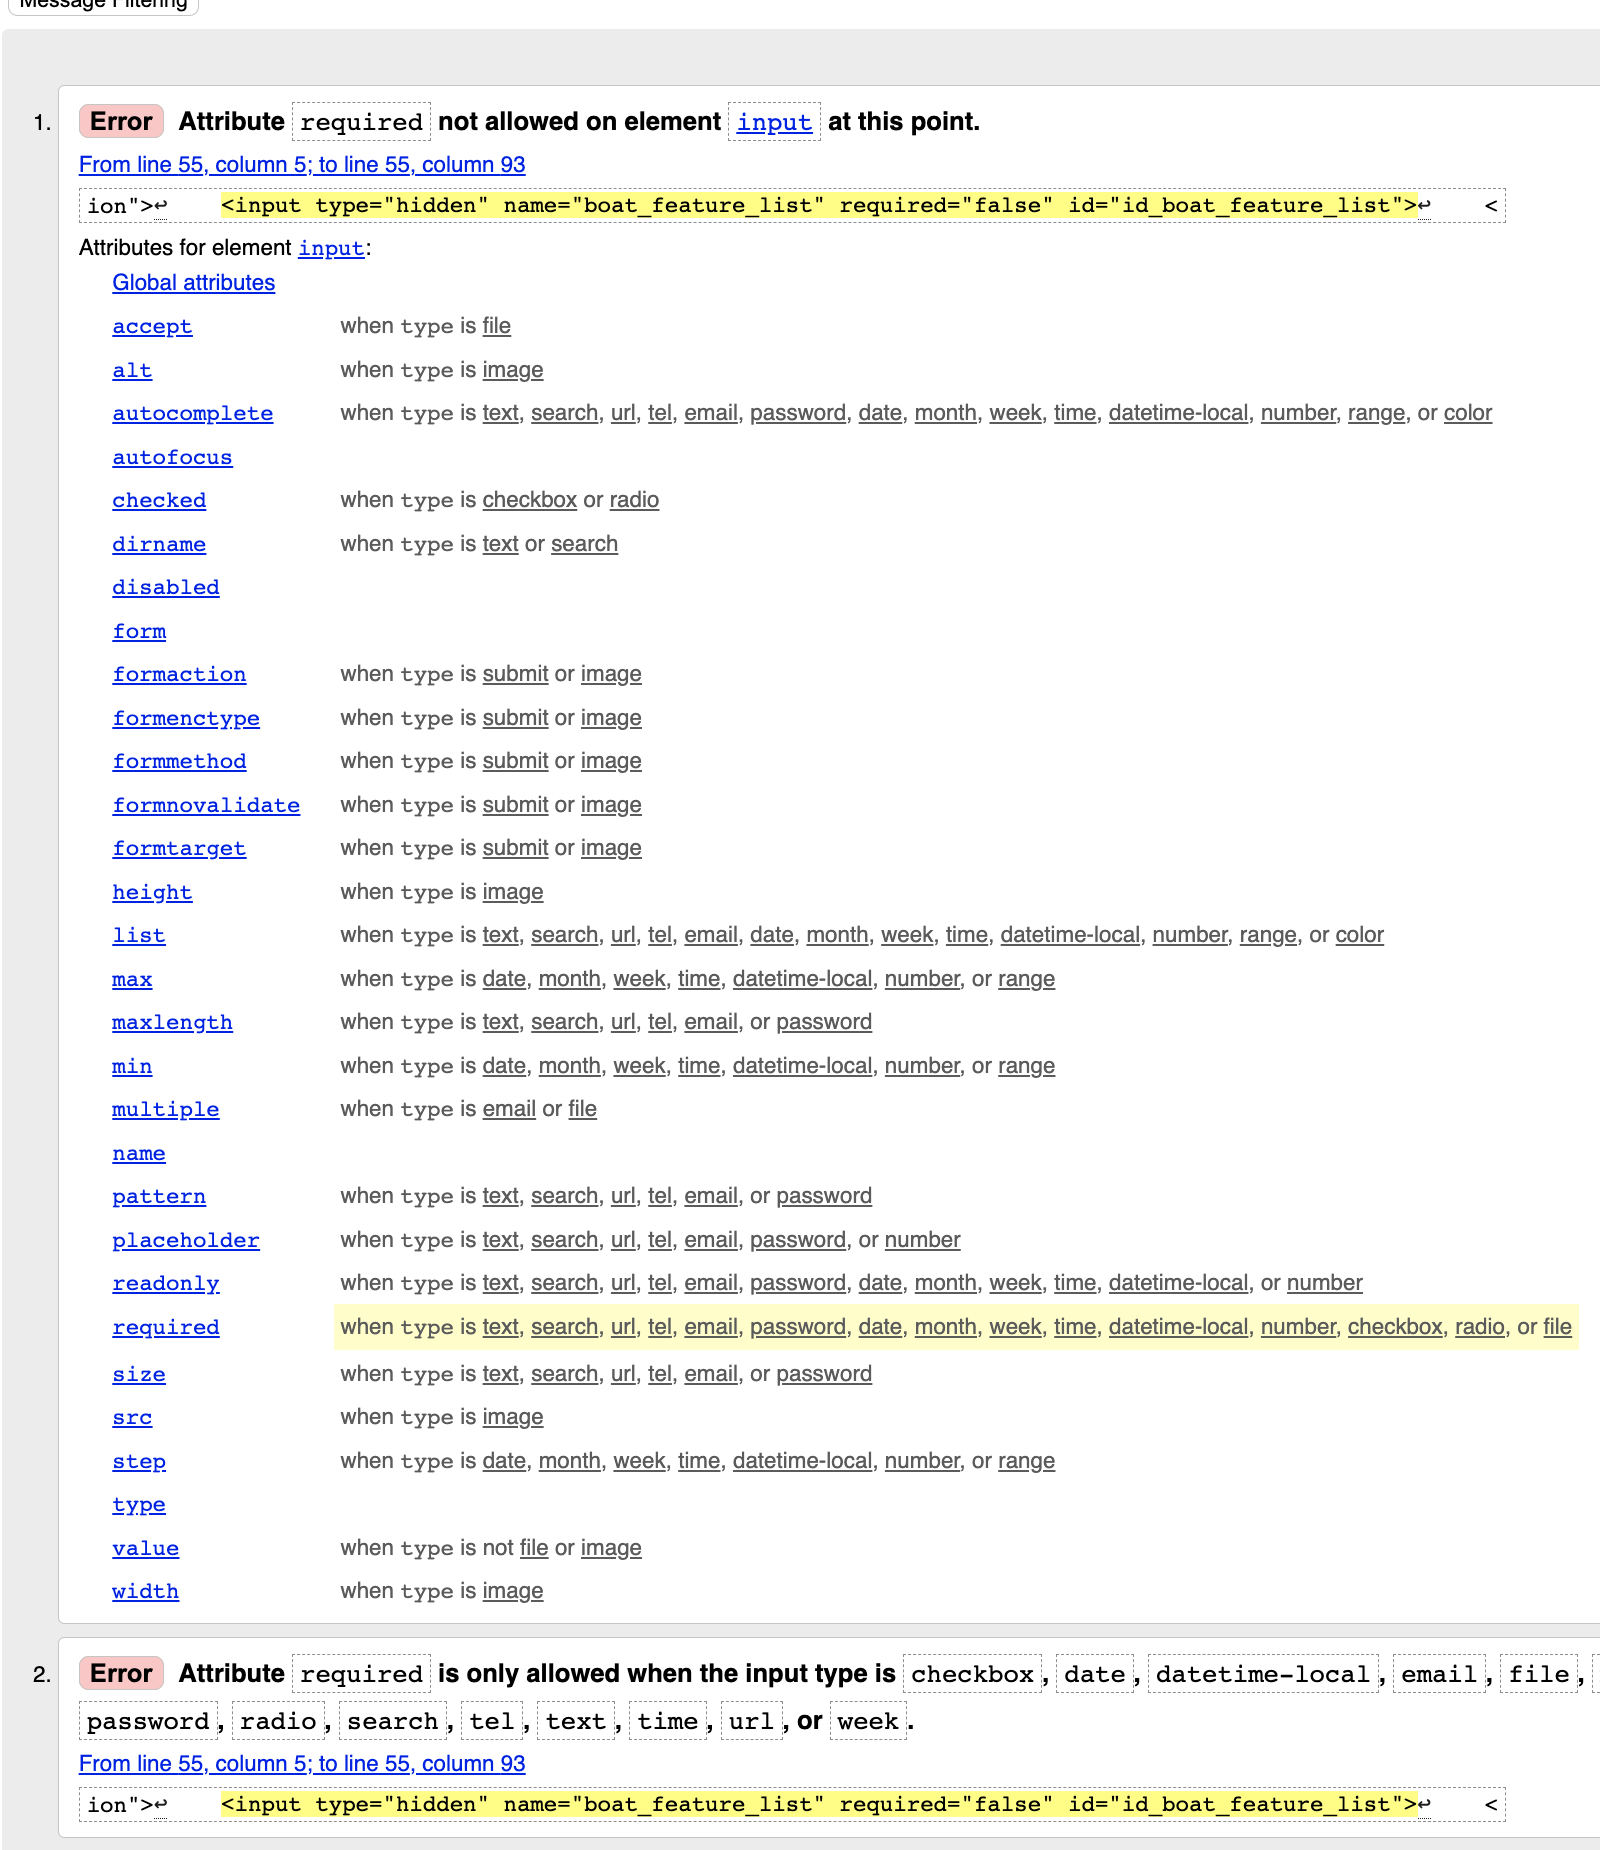 Message Filtering
1. Error Attribute required not allowed on element input at this point.
From line 55, column 5; to line 55, column 93
ion">↩    <input type="hidden" name="boat_feature_list" required="false" id="id_boat_feature_list">↩    <
Attributes for element input:
Global attributes
accept when type is file
alt when type is image
autocomplete when type is text, search, url, tel, email, password, date, month, week, time, datetime-local, number, range, or color
autofocus
checked when type is checkbox or radio
dirname when type is text or search
disabled
form
formaction when type is submit or image
formenctype when type is submit or image
formmethod when type is submit or image
formnovalidate when type is submit or image
formtarget when type is submit or image
height when type is image
list when type is text, search, url, tel, email, date, month, week, time, datetime-local, number, range, or color
max when type is date, month, week, time, datetime-local, number, or range
maxlength when type is text, search, url, tel, email, or password
min when type is date, month, week, time, datetime-local, number, or range
multiple when type is email or file
name
pattern when type is text, search, url, tel, email, or password
placeholder when type is text, search, url, tel, email, password, or number
readonly when type is text, search, url, tel, email, password, date, month, week, time, datetime-local, or number
required when type is text, search, url, tel, email, password, date, month, week, time, datetime-local, number, checkbox, radio, or file
size when type is text, search, url, tel, email, or password
src when type is image
step when type is date, month, week, time, datetime-local, number, or range
type
value when type is not file or image
width when type is image
2. Error Attribute required is only allowed when the input type is checkbox, date, datetime-local, email, file,
password, radio, search, tel, text, time, url, or week.
From line 55, column 5; to line 55, column 93
ion">↩    <input type="hidden" name="boat_feature_list" required="false" id="id_boat_feature_list">↩    <